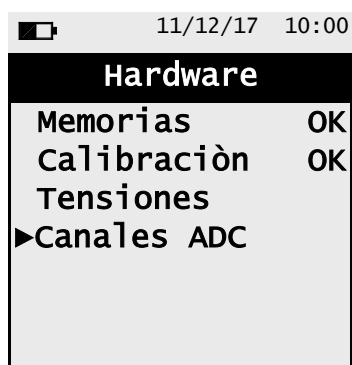 11/12/17 10:00
Hardware
Memorias OK
Calibraciòn OK
Tensiones
►Canales ADC